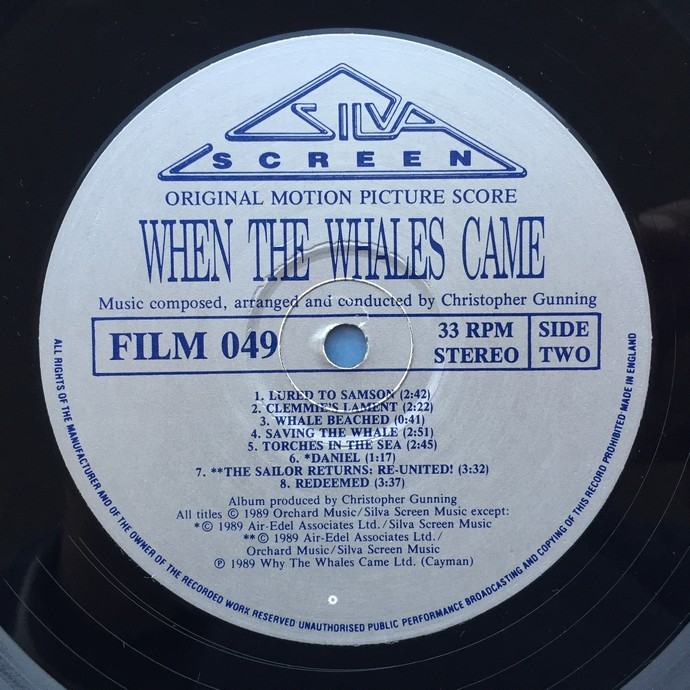 SILVA
SCREEN
ORIGINAL MOTION PICTURE SCORE
WHEN THE WHALES CAME
Music composed, arranged and conducted by Christopher Gunning
FILM 049
33 RPM
STEREO
SIDE
TWO
1. LURED TO SAMSON (2:42)
2. CLEMMIE'S LAMENT (2:22)
3. WHALE BEACHED (0:41)
4. SAVING THE WHALE (2:51)
5. TORCHES IN THE SEA (2:45)
6. *DANIEL (1:17)
7. **THE SAILOR RETURNS: RE-UNITED! (3:32)
8. REDEEMED (3:37)
Album produced by Christopher Gunning
All titles © 1989 Orchard Music/Silva Screen Music except:
*© 1989 Air-Edel Associates Ltd./Silva Screen Music
**© 1989 Air-Edel Associates Ltd./
Orchard Music/Silva Screen Music
℗ 1989 Why The Whales Came Ltd. (Cayman)
ALL RIGHTS OF THE MANUFACTURER AND OF THE OWNER OF THE RECORDED WORK RESERVED UNAUTHORISED PUBLIC PERFORMANCE BROADCASTING AND COPYING OF THIS RECORD PROHIBITED·MADE IN ENGLAND